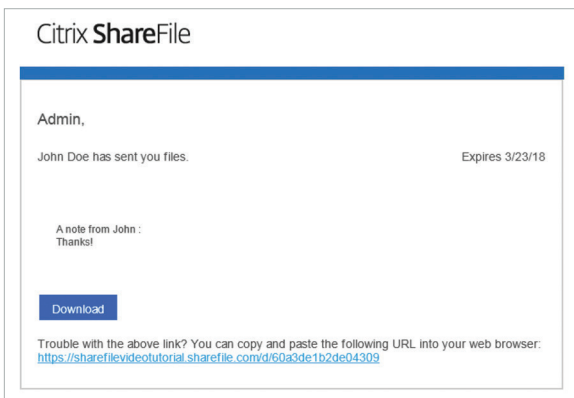 Citrix ShareFile
Admin,
John Doe has sent you files. Expires 3/23/18
A note from John :
Thanks!
Download
Trouble with the above link? You can copy and paste the following URL into your web browser:
https://sharefilevideotutorial.sharefile.com/d/60a3de1b2de04309